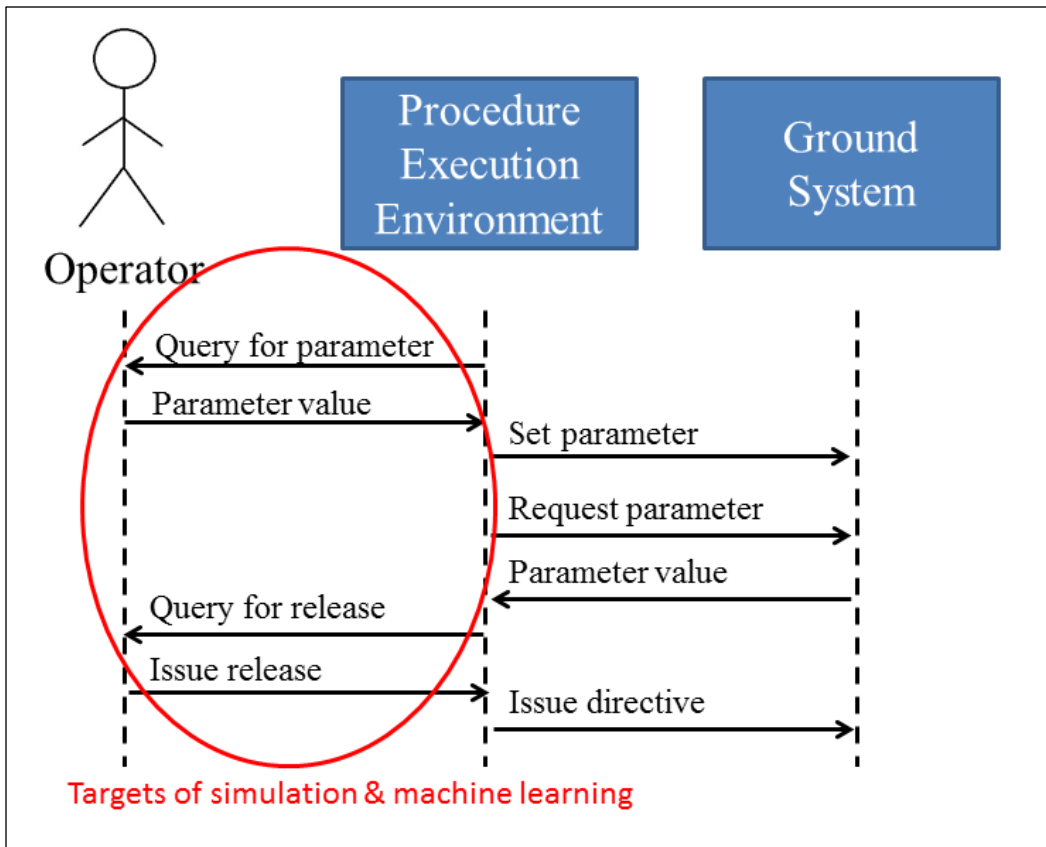 Procedure
Execution
Environment
Ground
System
Operator
Query for parameter
Parameter value
Set parameter
Request parameter
Parameter value
Query for release
Issue release
Issue directive
Targets of simulation & machine learning